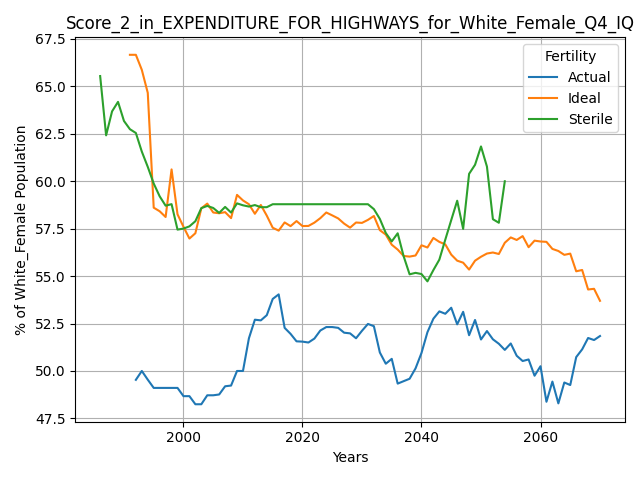 Score_2_in_EXPENDITURE_FOR_HIGHWAYS_for_White_Female_Q4_IQ
Fertility
Actual
Ideal
Sterile
% of White_Female Population
67.5
65.0
62.5
60.0
57.5
55.0
52.5
50.0
47.5
2000
2020
2040
2060
Years